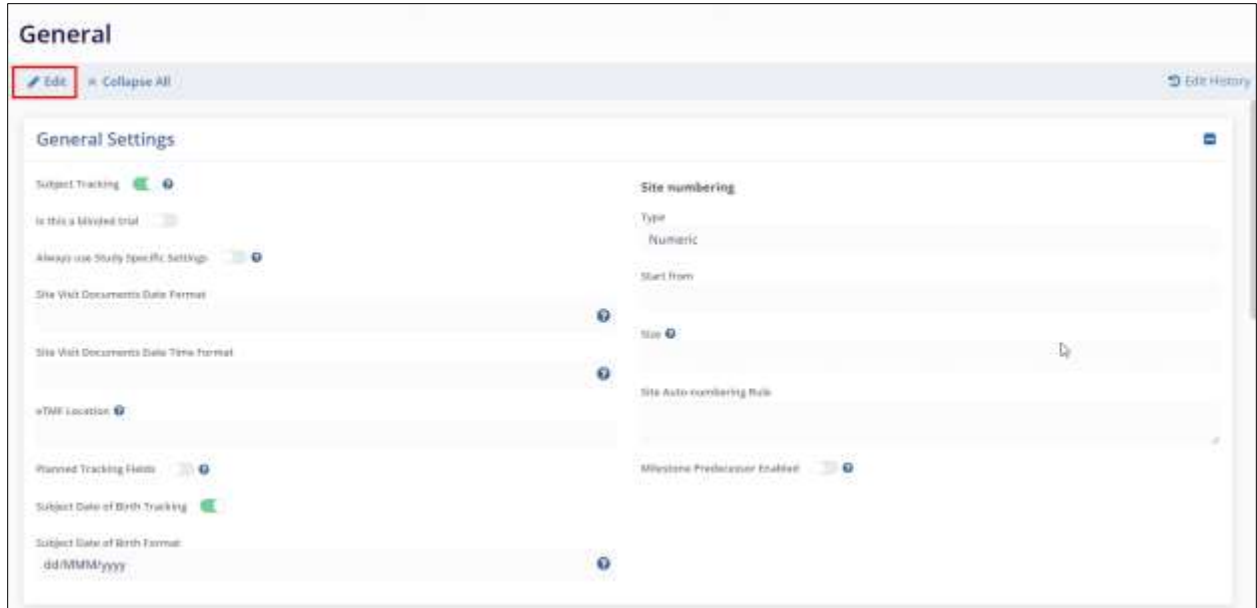 General
Edit
Collapse All
Edit History
General Settings
Subject Tracking
Is this a blinded trial
Always use Study Specific Settings
Site Visit Documents Date Format
Site Visit Documents Date Time Format
eTMF Location
Planned Tracking Fields
Subject Date of Birth Tracking
Subject Date of Birth Format
dd/MMM/yyyy
Site numbering
Type
Numeric
Start from
Size
Site Auto-numbering Rule
Milestone Predecessor Enabled